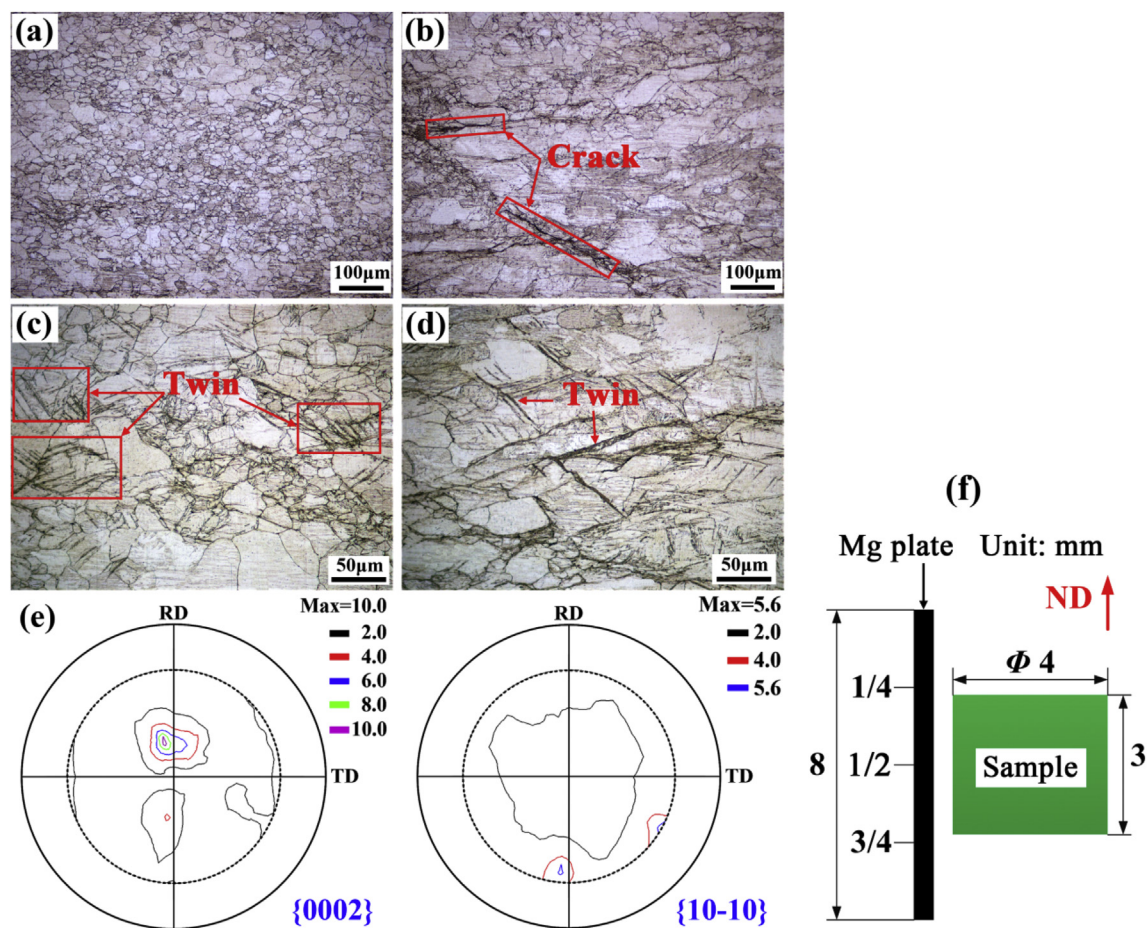 (a)
100μm
(b)
Crack
100μm
(c)
Twin
50μm
(d)
Twin
50μm
(e)
RD
TD
Max=10.0
2.0
4.0
6.0
8.0
10.0
{0002}
RD
TD
Max=5.6
2.0
4.0
5.6
{10-10}
(f)
Mg plate Unit: mm
ND
Φ 4
1/4
8
1/2
3/4
Sample
3